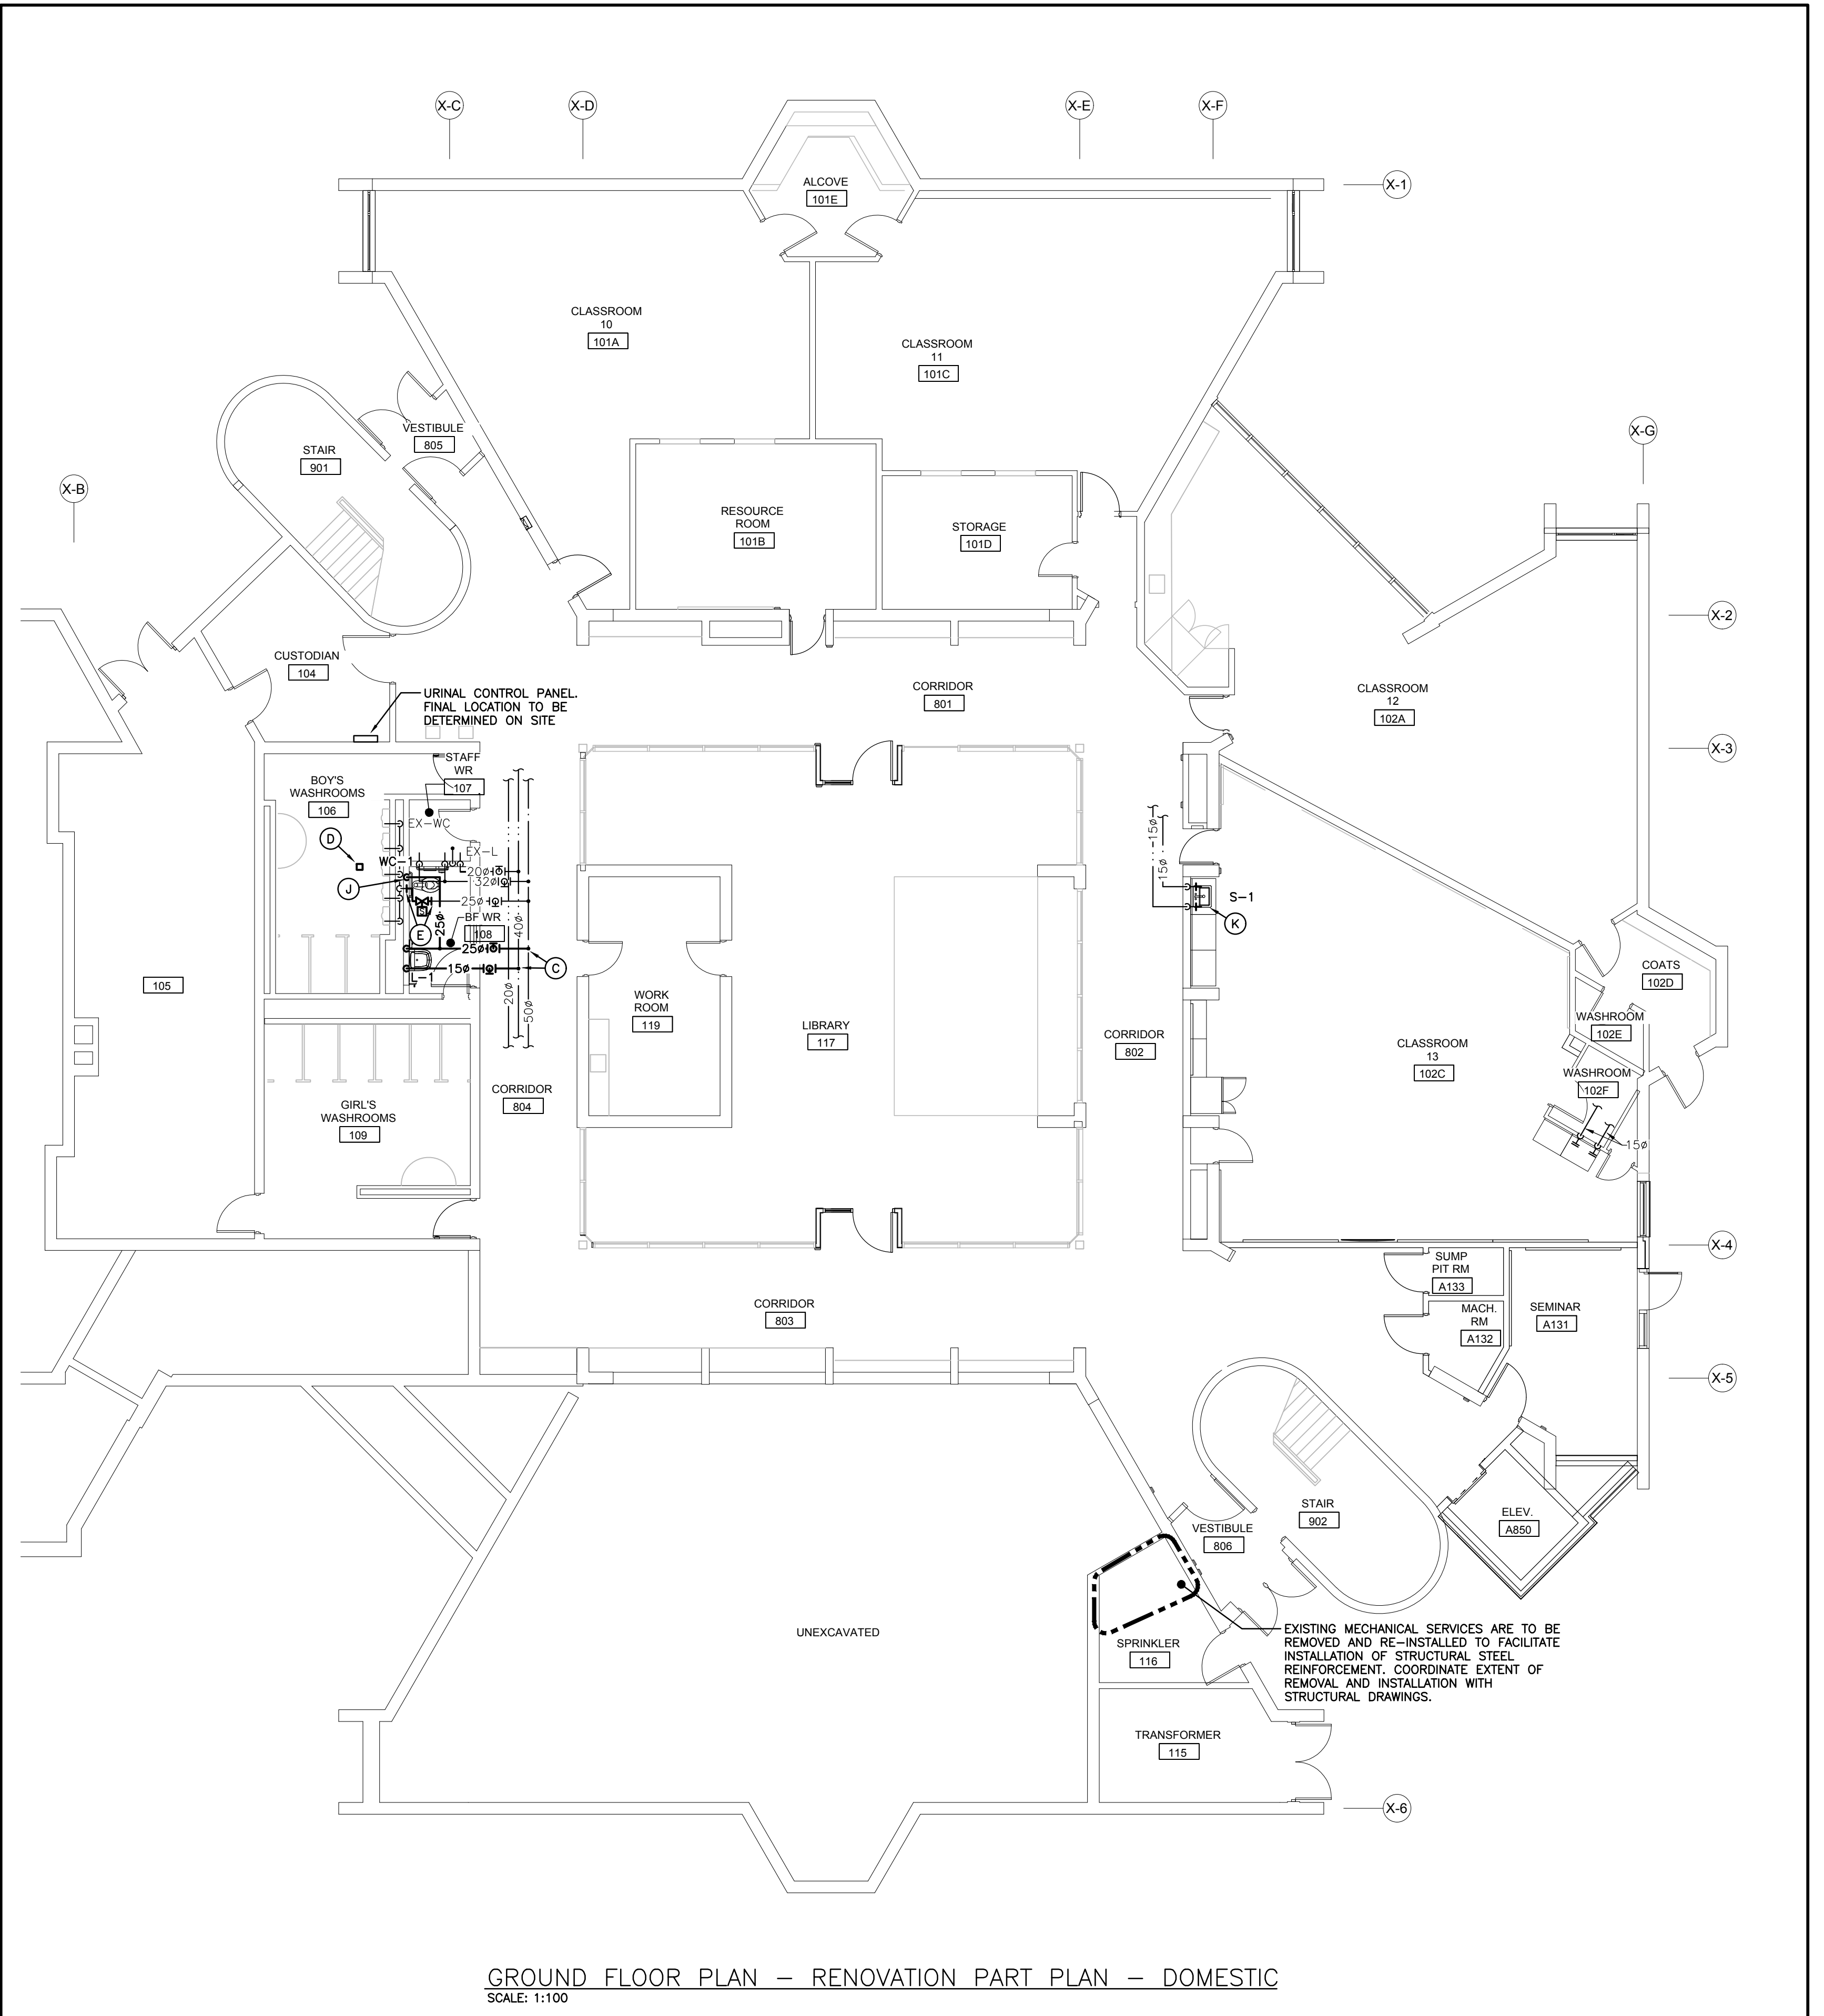 X-C
X-D
X-E
X-F
X-1
ALCOVE
101E
CLASSROOM
10
101A
CLASSROOM
11
101C
VESTIBULE
805
STAIR
901
X-G
X-B
RESOURCE
ROOM
101B
STORAGE
101D
X-2
CUSTODIAN
104
URINAL CONTROL PANEL.
FINAL LOCATION TO BE
DETERMINED ON SITE
CORRIDOR
801
CLASSROOM
12
102A
X-3
STAFF
WR
107
BOY'S
WASHROOMS
106
EX-WC
D
WC-1
EX-L
J
20ø
32ø
25ø
25ø
40ø
E
BF WR
108
25ø
15ø
C
L-1
20ø
50ø
15ø
15ø
S-1
K
105
WORK
ROOM
119
LIBRARY
117
CORRIDOR
802
CLASSROOM
13
102C
COATS
102D
WASHROOM
102E
WASHROOM
102F
15ø
CORRIDOR
804
GIRL'S
WASHROOMS
109
X-4
SUMP
PIT RM
A133
MACH.
RM
A132
SEMINAR
A131
CORRIDOR
803
X-5
STAIR
902
ELEV.
A850
VESTIBULE
806
UNEXCAVATED
SPRINKLER
116
EXISTING MECHANICAL SERVICES ARE TO BE
REMOVED AND RE-INSTALLED TO FACILITATE
INSTALLATION OF STRUCTURAL STEEL
REINFORCEMENT. COORDINATE EXTENT OF
REMOVAL AND INSTALLATION WITH
STRUCTURAL DRAWINGS.
TRANSFORMER
115
X-6
GROUND FLOOR PLAN – RENOVATION PART PLAN – DOMESTIC
SCALE: 1:100